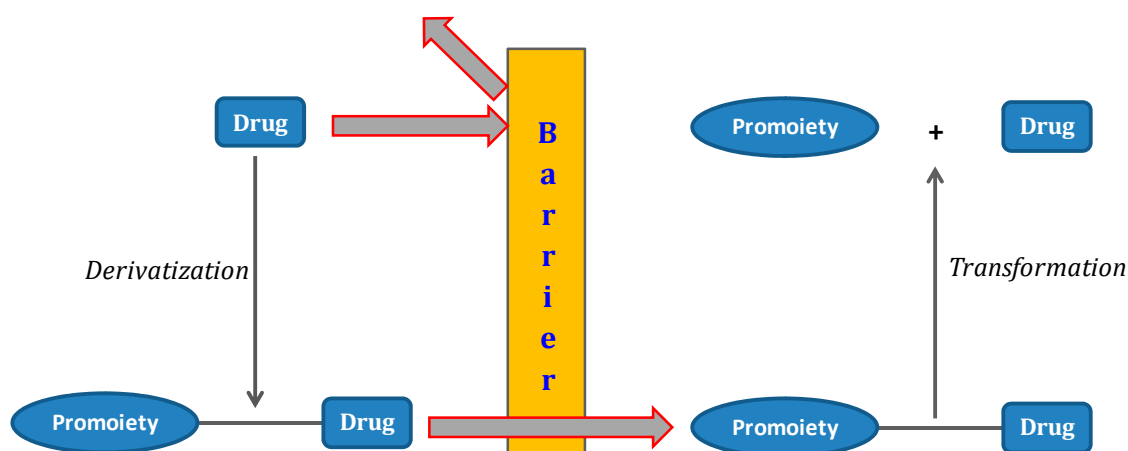 Drug
B
a
r
r
i
e
r
Promoiety + Drug
Derivatization
Transformation
Promoiety Drug
Promoiety Drug